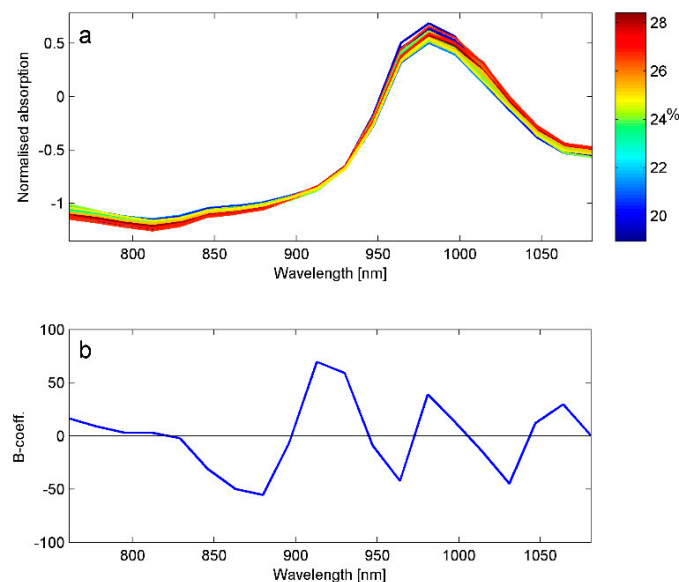 a
0.5
0
-0.5
-1
Normalised absorption
800 850 900 950 1000 1050
Wavelength [nm]
28
26
24%
22
20
b
100
50
0
-50
-100
B-coeff.
800 850 900 950 1000 1050
Wavelength [nm]